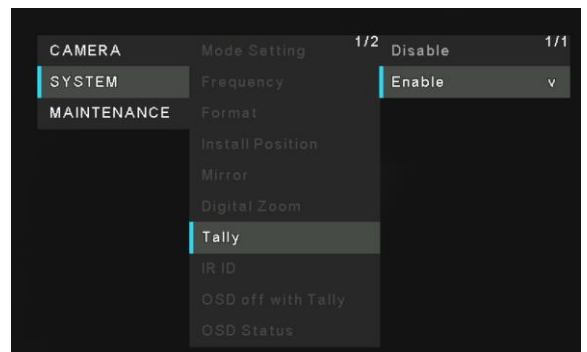 CAMERA
SYSTEM
MAINTENANCE
1/2
Mode Setting
Frequency
Format
Install Position
Mirror
Digital Zoom
Tally
IR ID
OSD off with Tally
OSD Status
1/1
Disable
Enable v